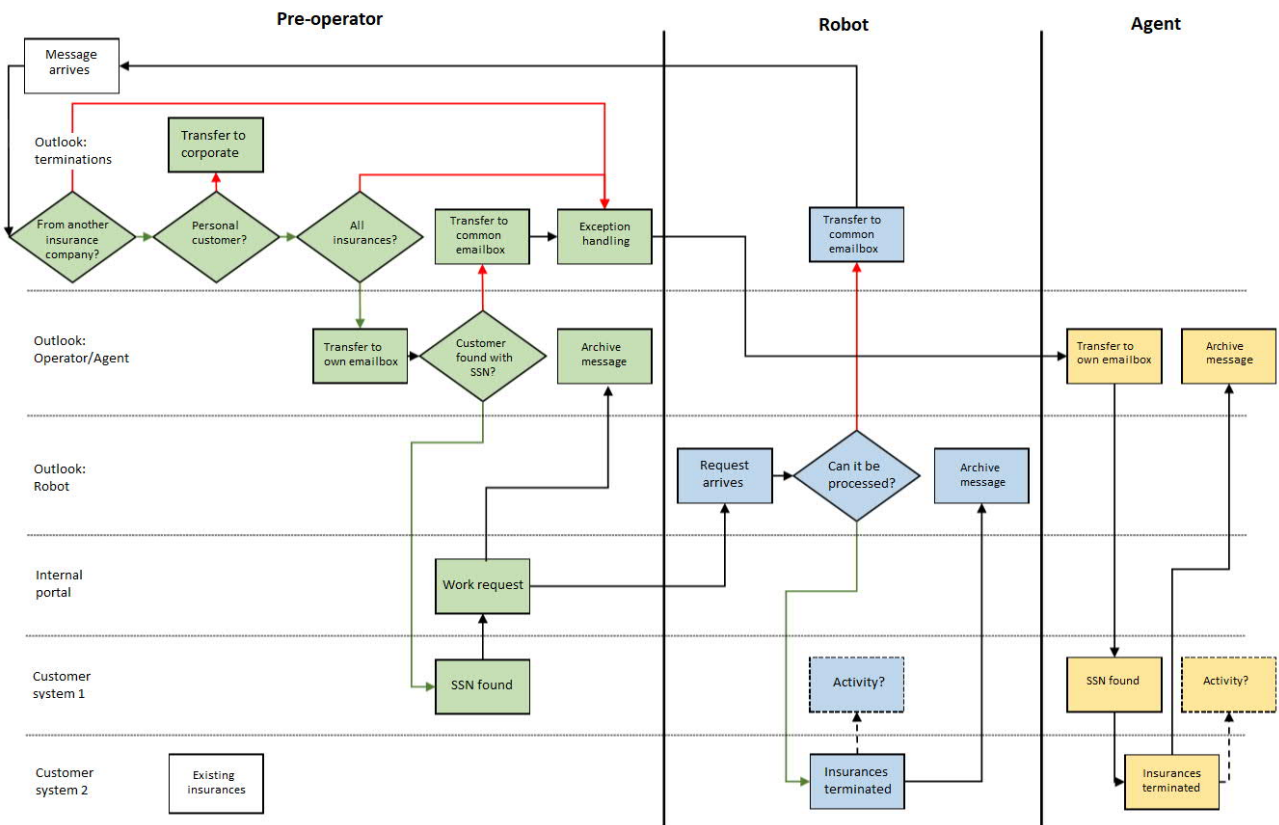 Pre-operator
Robot
Agent
Message
arrives
Outlook:
terminations
Transfer to
corporate
From another
insurance
company?
Personal
customer?
All
insurances?
Transfer to
common
emailbox
Exception
handling
Transfer to
common
emailbox
Outlook:
Operator/Agent
Transfer to
own emailbox
Customer
found with
SSN?
Archive
message
Transfer to
own emailbox
Archive
message
Outlook:
Robot
Request
arrives
Can it be
processed?
Archive
message
Internal
portal
Work request
Customer
system 1
SSN found
Activity?
SSN found
Activity?
Customer
system 2
Existing
insurances
Insurances
terminated
Insurances
terminated